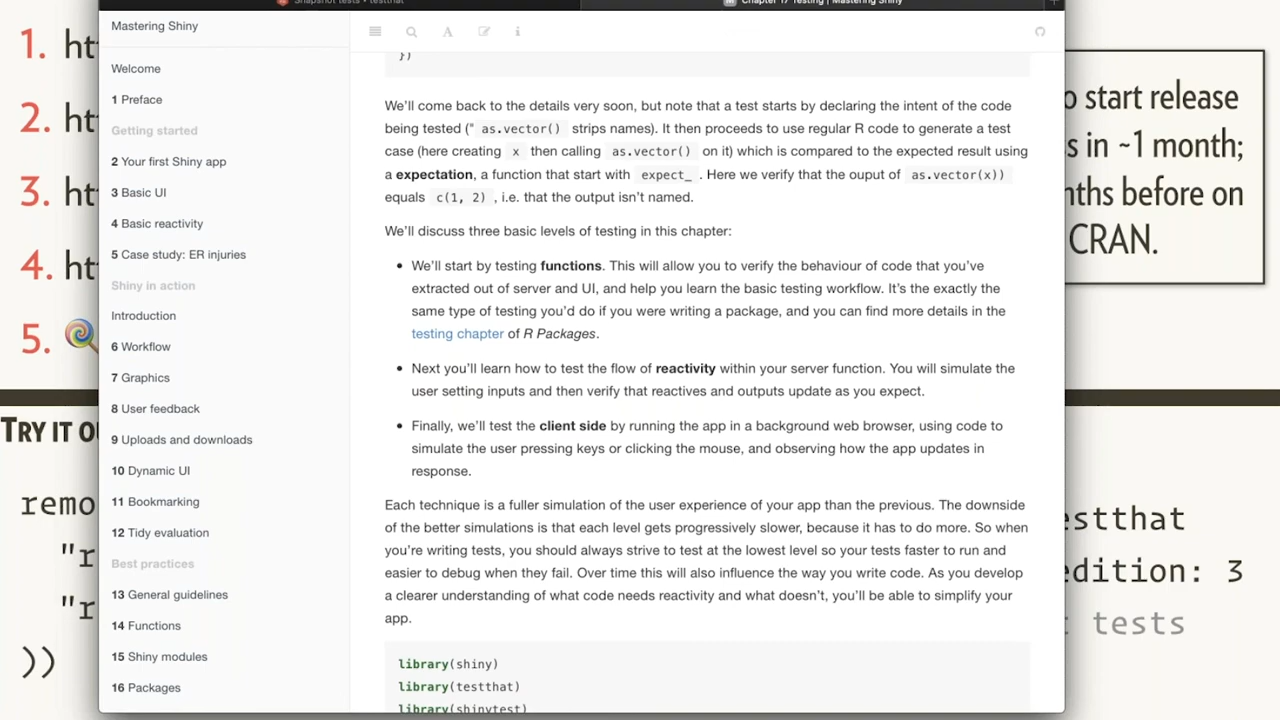 Snapshot tests • testthat
Chapter 17 Testing | Mastering Shiny
Mastering Shiny
Welcome
1 Preface
Getting started
2 Your first Shiny app
3 Basic UI
4 Basic reactivity
5 Case study: ER injuries
Shiny in action
Introduction
6 Workflow
7 Graphics
8 User feedback
9 Uploads and downloads
10 Dynamic UI
11 Bookmarking
12 Tidy evaluation
Best practices
13 General guidelines
14 Functions
15 Shiny modules
16 Packages
})
We'll come back to the details very soon, but note that a test starts by declaring the intent of the code
being tested (" as.vector() strips names). It then proceeds to use regular R code to generate a test
case (here creating x then calling as.vector() on it) which is compared to the expected result using
a expectation, a function that start with expect_ . Here we verify that the ouput of as.vector(x))
equals c(1, 2) , i.e. that the output isn't named.
We'll discuss three basic levels of testing in this chapter:
• We'll start by testing functions. This will allow you to verify the behaviour of code that you've
extracted out of server and UI, and help you learn the basic testing workflow. It's the exactly the
same type of testing you'd do if you were writing a package, and you can find more details in the
testing chapter of R Packages.
• Next you'll learn how to test the flow of reactivity within your server function. You will simulate the
user setting inputs and then verify that reactives and outputs update as you expect.
• Finally, we'll test the client side by running the app in a background web browser, using code to
simulate the user pressing keys or clicking the mouse, and observing how the app updates in
response.
Each technique is a fuller simulation of the user experience of your app than the previous. The downside
of the better simulations is that each level gets progressively slower, because it has to do more. So when
you're writing tests, you should always strive to test at the lowest level so your tests faster to run and
easier to debug when they fail. Over time this will also influence the way you write code. As you develop
a clearer understanding of what code needs reactivity and what doesn't, you'll be able to simplify your
app.
library(shiny)
library(testthat)
library(shinytest)
1. ht
2. ht
3. ht
4. ht
5.
o start release
s in ~1 month;
nths before on
CRAN.
TRY IT OU
remo
"r
"r
))
estthat
edition: 3
t tests